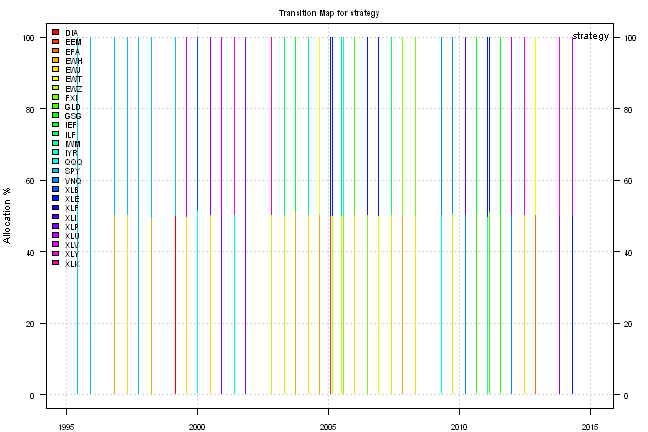 Transition Map for strategy
strategy
DIA
EEM
EFA
EWH
EWJ
EWT
EWZ
FXI
GLD
GSG
IEF
ILF
IWM
IYR
QQQ
SPY
VNQ
XLB
XLE
XLF
XLI
XLP
XLU
XLV
XLY
XLK
Allocation %
100
80
60
40
20
0
100
80
60
40
20
0
1995
2000
2005
2010
2015